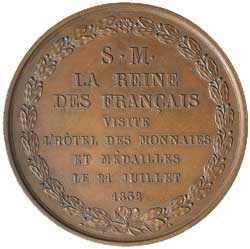 S·M·
LA REINE
DES FRANÇAIS
VISITE
L'HÔTEL DES MONNAIES
ET MÉDAILLES
LE 21 JUILLET
1832